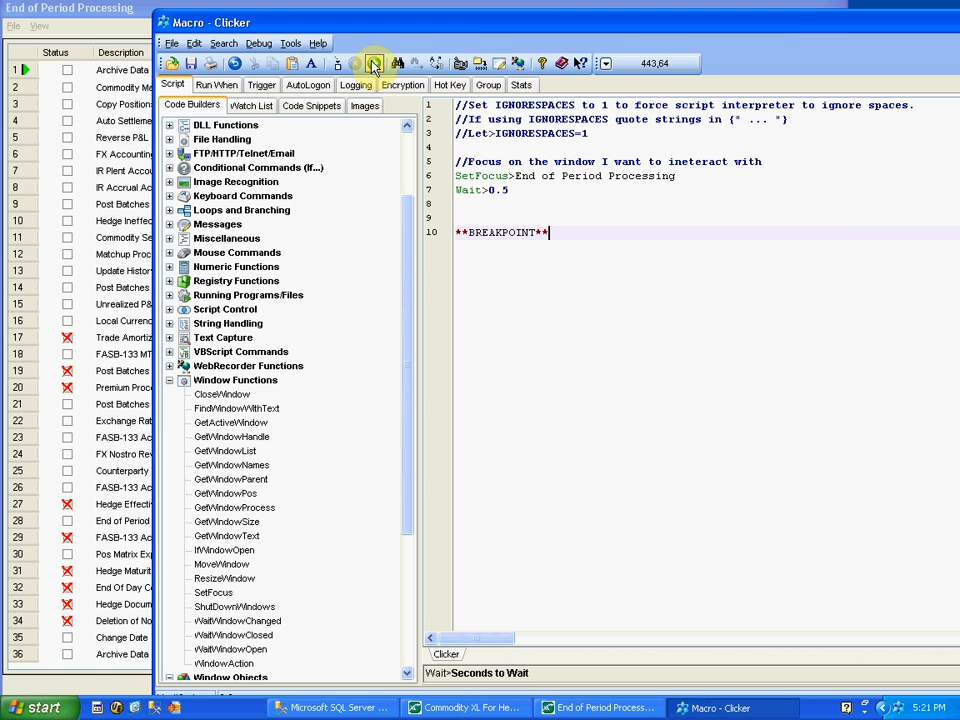 End of Period Processing
File View
Status Description
1 Archive Data
2 Commodity Ma
3 Copy Positions
4 Auto Settleme
5 Reverse P&L
6 FX Accounting
7 IR Plent Accou
8 IR Accrual Ac
9 Post Batches
10 Hedge Ineffec
11 Commodity Se
12 Matchup Proc
13 Update History
14 Post Batches
15 Unrealized P&
16 Local Currenc
17 Trade Amortiz
18 FASB-133 MT
19 Post Batches
20 Premium Proc
21 Post Batches
22 Exchange Rat
23 FASB-133 Ac
24 FX Nostro Rev
25 Counterparty
26 FASB-133 Ac
27 Hedge Effecti
28 End of Period
29 FASB-133 Ac
30 Pos Matrix Exp
31 Hedge Maturit
32 End Of Day Co
33 Hedge Docum
34 Deletion of No
35 Change Date
36 Archive Data
Macro - Clicker
File Edit Search Debug Tools Help
443,64
Script Run When Trigger AutoLogon Logging Encryption Hot Key Group Stats
Code Builders Watch List Code Snippets Images
DLL Functions
File Handling
FTP/HTTP/Telnet/Email
Conditional Commands (If...)
Image Recognition
Keyboard Commands
Loops and Branching
Messages
Miscellaneous
Mouse Commands
Numeric Functions
Registry Functions
Running Programs/Files
Script Control
String Handling
Text Capture
VBScript Commands
WebRecorder Functions
Window Functions
CloseWindow
FindWindowWithText
GetActiveWindow
GetWindowHandle
GetWindowList
GetWindowNames
GetWindowParent
GetWindowPos
GetWindowProcess
GetWindowSize
GetWindowText
IfWindowOpen
MoveWindow
ResizeWindow
SetFocus
ShutDownWindows
WaitWindowChanged
WaitWindowClosed
WaitWindowOpen
WindowAction
Window Objects
1 //Set IGNORESPACES to 1 to force script interpreter to ignore spaces.
2 //If using IGNORESPACES quote strings in {" ... "}
3 //Let>IGNORESPACES=1
4
5 //Focus on the window I want to ineteract with
6 SetFocus>End of Period Processing
7 Wait>0.5
8
9
10 **BREAKPOINT**
Clicker
Wait>Seconds to Wait
start
Microsoft SQL Server ...
Commodity XL For He...
End of Period Process...
Macro - Clicker
5:21 PM